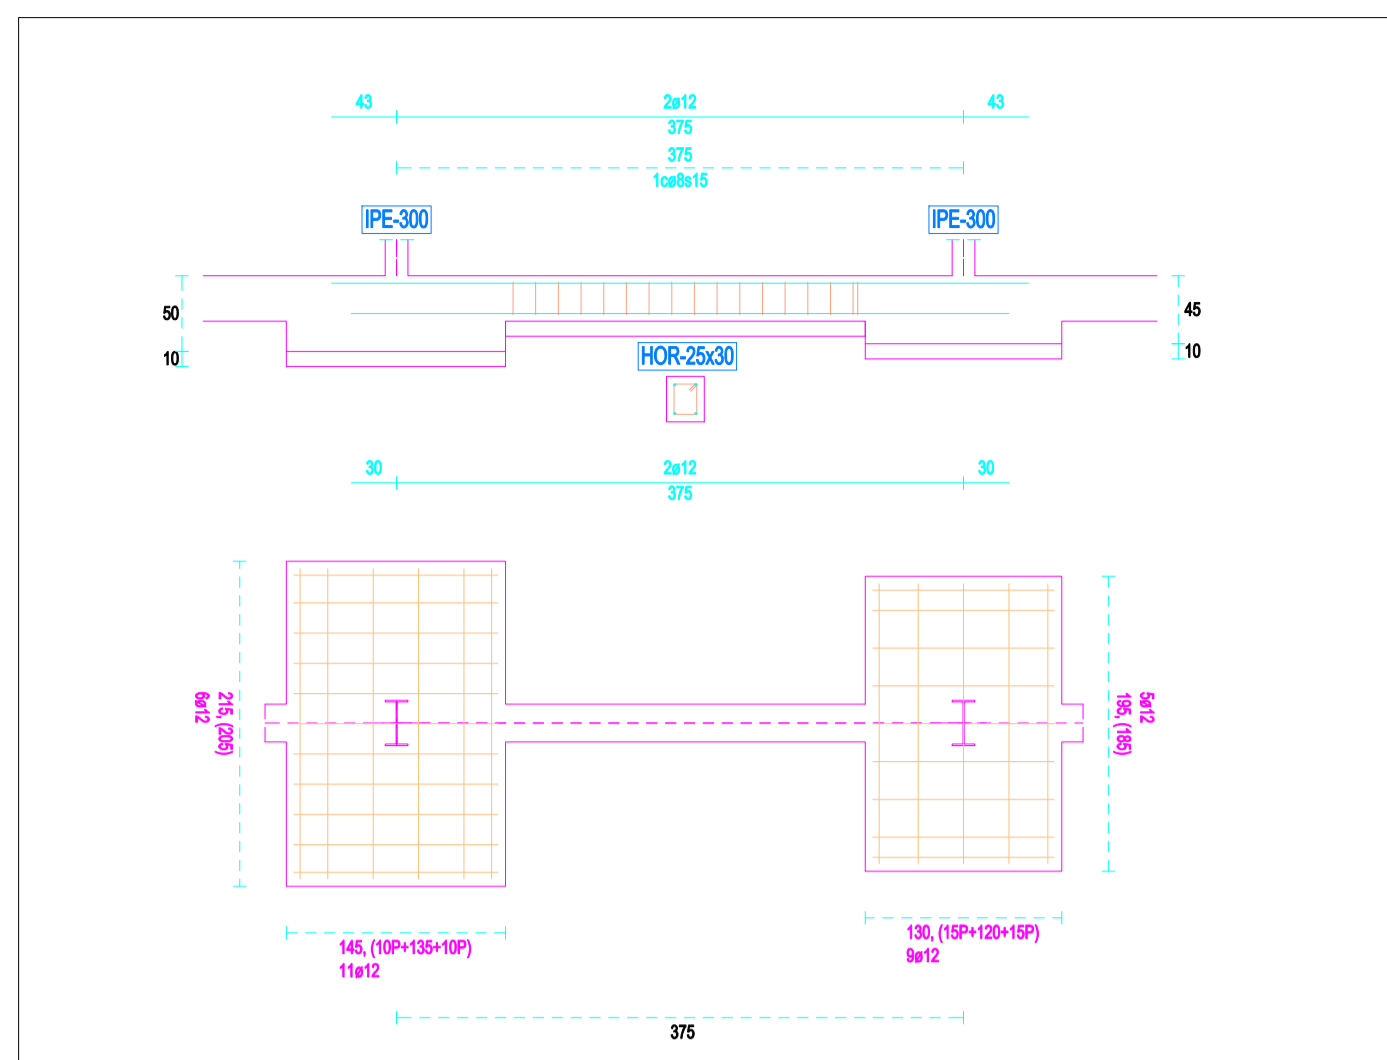 43
2ø12
43
375
375
1cø8s15
IPE-300
IPE-300
50
45
10
10
HOR-25x30
30
2ø12
30
375
215, (205)
6ø12
5ø12
195, (185)
145, (10P+135+10P)
11ø12
130, (15P+120+15P)
9ø12
375